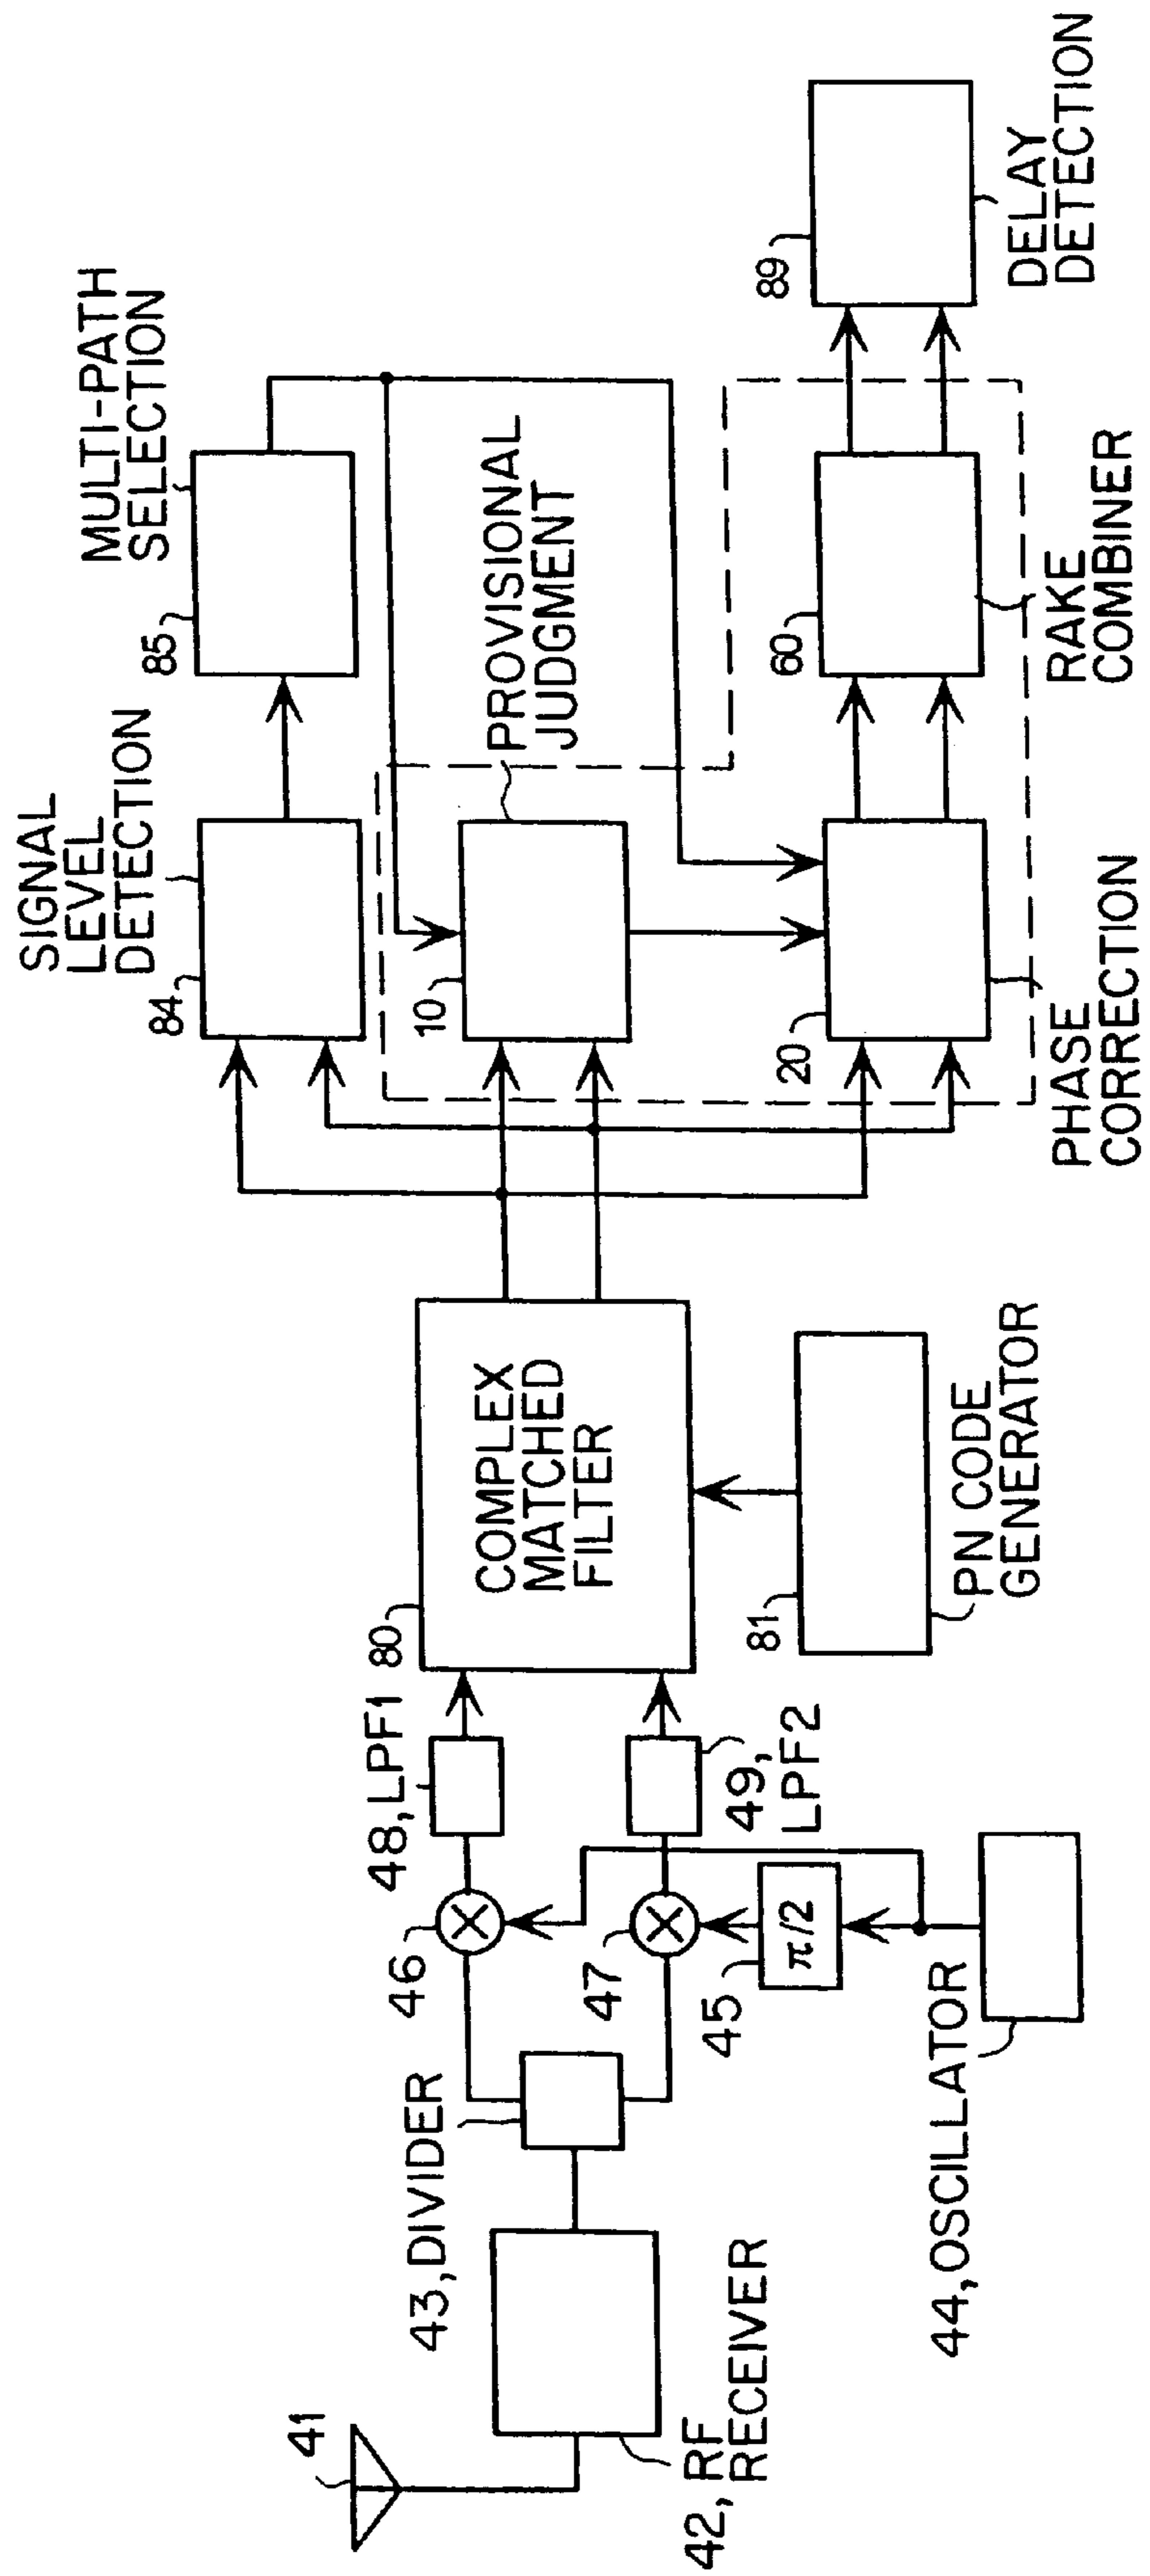 41
42, RF
RECEIVER
43, DIVIDER
44, OSCILLATOR
45
π/2
46
47
48, LPF1
49,
LPF2
80
COMPLEX
MATCHED
FILTER
81
PN CODE
GENERATOR
SIGNAL
LEVEL
DETECTION
84
MULTI-PATH
SELECTION
85
PROVISIONAL
JUDGMENT
10
20
PHASE
CORRECTION
60
RAKE
COMBINER
89
DELAY
DETECTION